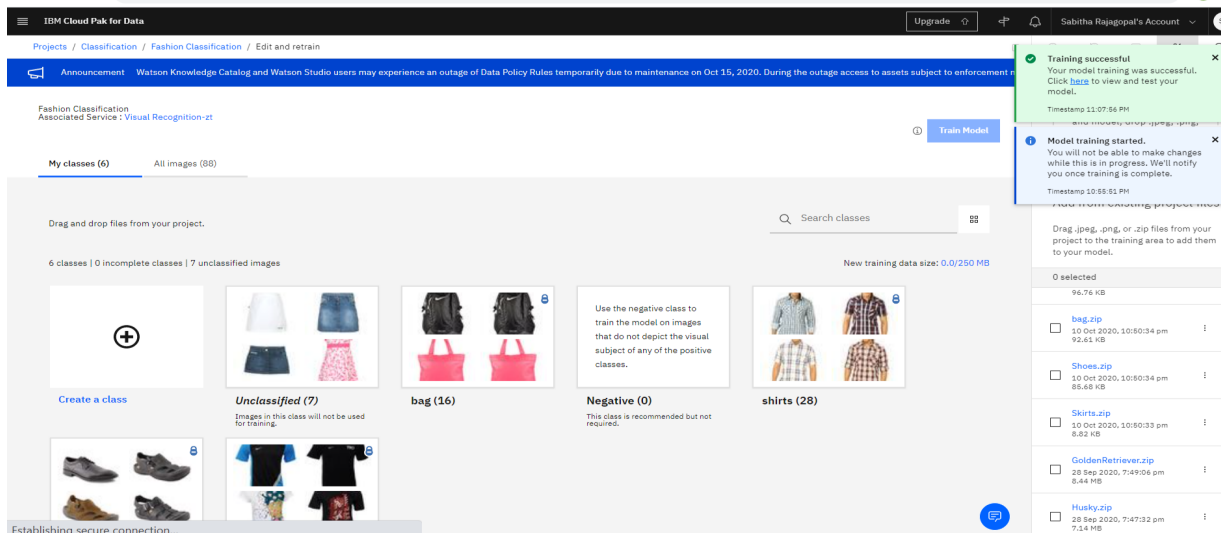 IBM Cloud Pak for Data
Upgrade
Sabitha Rajagopal's Account
Projects / Classification / Fashion Classification / Edit and retrain
Announcement Watson Knowledge Catalog and Watson Studio users may experience an outage of Data Policy Rules temporarily due to maintenance on Oct 15, 2020. During the outage access to assets subject to enforcement
Training successful
Your model training was successful.
Click here to view and test your
model.
Timestamp 11:07:56 PM
and model, drop .jpeg, .png,
Model training started.
You will not be able to make changes
while this is in progress. We'll notify
you once training is complete.
Timestamp 10:55:51 PM
Fashion Classification
Associated Service : Visual Recognition-zt
Train Model
My classes (6)
All images (88)
Drag and drop files from your project.
Search classes
6 classes | 0 incomplete classes | 7 unclassified images
New training data size: 0.0/250 MB
Create a class
Unclassified (7)
Images in this class will not be used
for training.
bag (16)
Use the negative class to
train the model on images
that do not depict the visual
subject of any of the positive
classes.
Negative (0)
This class is recommended but not
required.
shirts (28)
Add from existing project files
Drag .jpeg, .png, or .zip files from your
project to the training area to add them
to your model.
0 selected
96.76 KB
bag.zip
10 Oct 2020, 10:50:34 pm
92.61 KB
Shoes.zip
10 Oct 2020, 10:50:34 pm
85.68 KB
Skirts.zip
10 Oct 2020, 10:50:33 pm
8.82 KB
GoldenRetriever.zip
28 Sep 2020, 7:49:06 pm
8.44 MB
Husky.zip
28 Sep 2020, 7:47:32 pm
7.14 MB
Establishing secure connection...